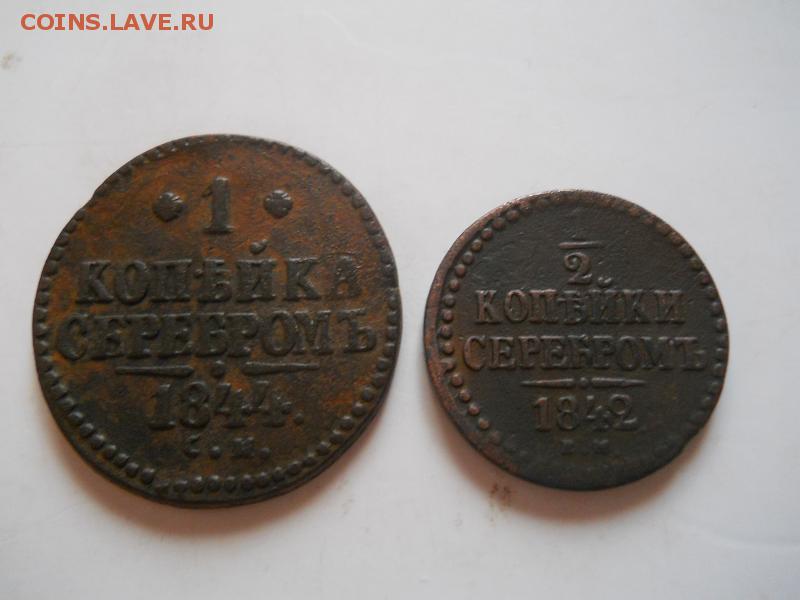 COINS.LAVE.RU
1
КОПѢЙКА
СЕРЕБРОМЪ
1844.
С.М.
1
2
КОПѢЙКИ
СЕРЕБРОМЪ
1842